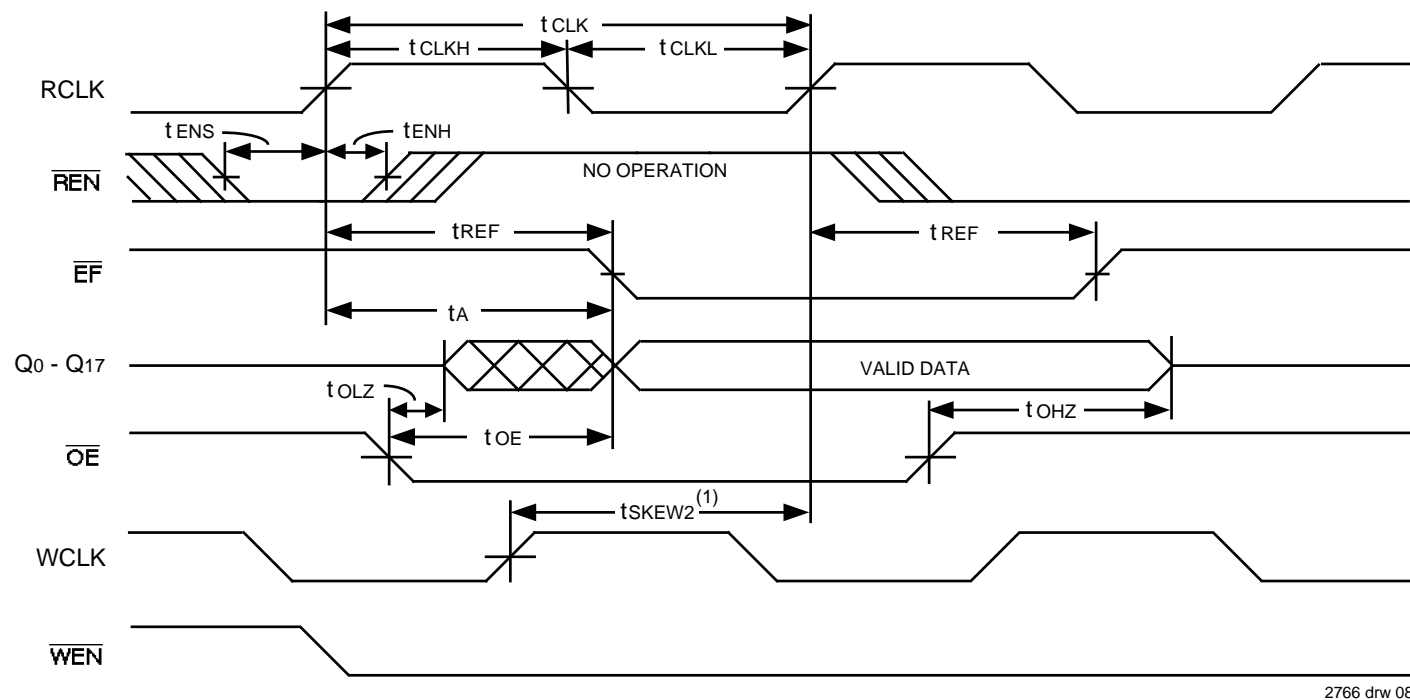 tCLK
tCLKH tCLKL
RCLK
tENS tENH
REN NO OPERATION
tREF tREF
EF
tA
Q0 - Q17 VALID DATA
tOLZ tOHZ
tOE
OE
tSKEW2(1)
WCLK
WEN
2766 drw 08